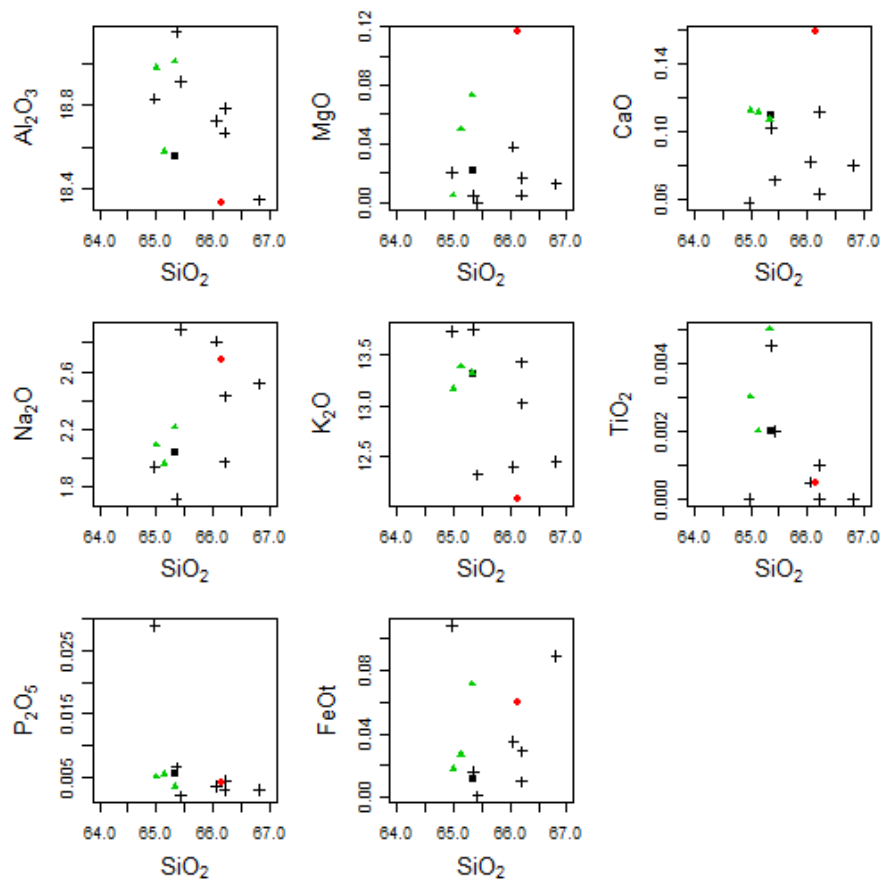 Al₂O₃
18.8
18.4
64.0 65.0 66.0 67.0
SiO₂
MgO
0.12
0.08
0.04
0.00
64.0 65.0 66.0 67.0
SiO₂
CaO
0.14
0.10
0.06
64.0 65.0 66.0 67.0
SiO₂
Na₂O
2.6
2.2
1.8
64.0 65.0 66.0 67.0
SiO₂
K₂O
13.5
13.0
12.5
64.0 65.0 66.0 67.0
SiO₂
TiO₂
0.004
0.002
0.000
64.0 65.0 66.0 67.0
SiO₂
P₂O₅
0.025
0.015
0.005
64.0 65.0 66.0 67.0
SiO₂
FeOt
0.08
0.04
0.00
64.0 65.0 66.0 67.0
SiO₂